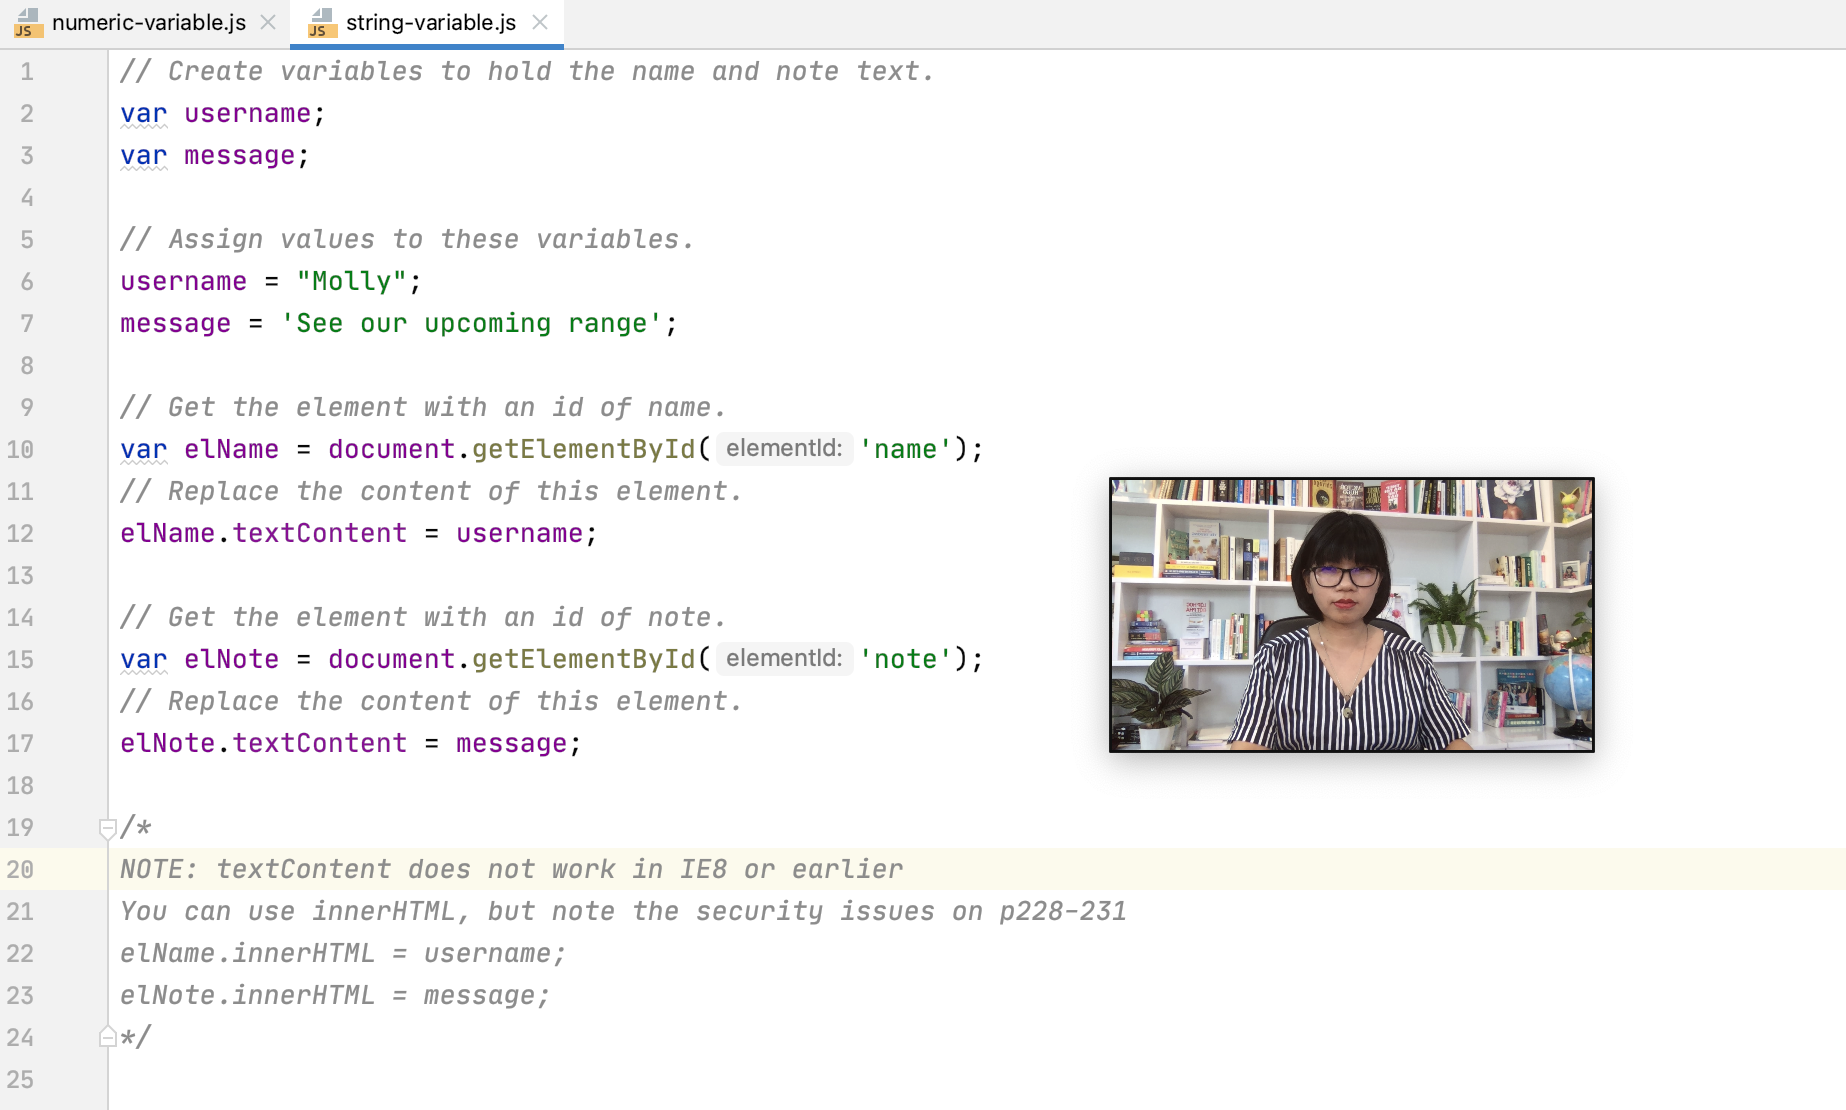 numeric-variable.js
string-variable.js
1 // Create variables to hold the name and note text.
2 var username;
3 var message;
4
5 // Assign values to these variables.
6 username = "Molly";
7 message = 'See our upcoming range';
8
9 // Get the element with an id of name.
10 var elName = document.getElementById( elementId: 'name');
11 // Replace the content of this element.
12 elName.textContent = username;
13
14 // Get the element with an id of note.
15 var elNote = document.getElementById( elementId: 'note');
16 // Replace the content of this element.
17 elNote.textContent = message;
18
19 /*
20 NOTE: textContent does not work in IE8 or earlier
21 You can use innerHTML, but note the security issues on p228-231
22 elName.innerHTML = username;
23 elNote.innerHTML = message;
24 */
25